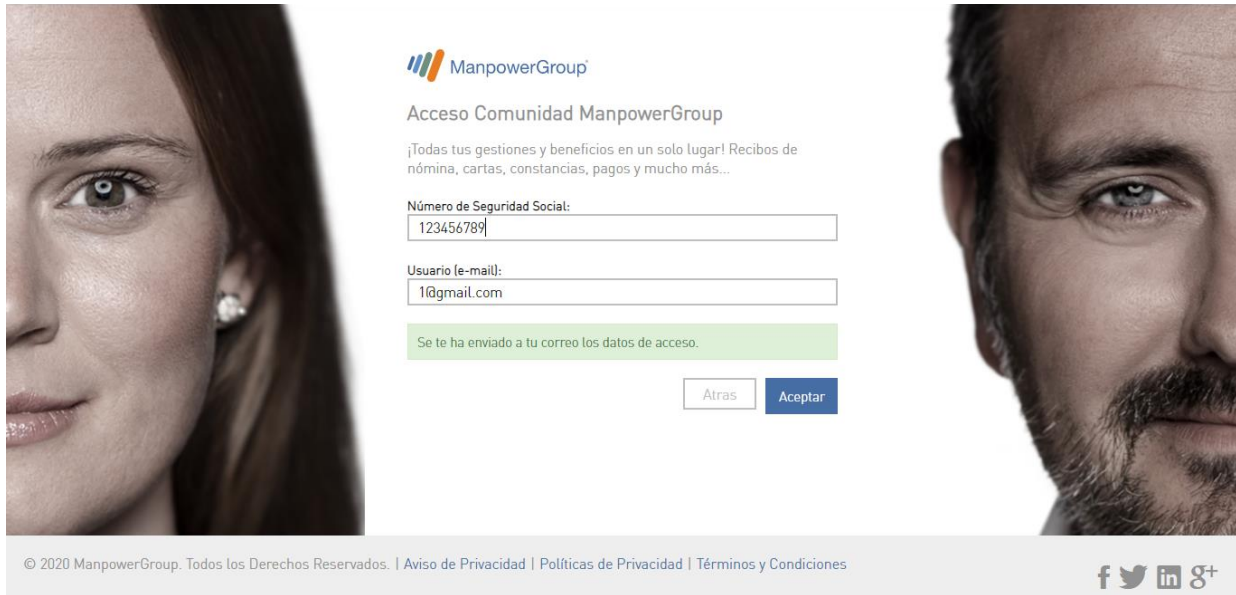 ManpowerGroup
Acceso Comunidad ManpowerGroup
¡Todas tus gestiones y beneficios en un solo lugar! Recibos de
nómina, cartas, constancias, pagos y mucho más...
Número de Seguridad Social:
123456789
Usuario (e-mail):
1@gmail.com
Se te ha enviado a tu correo los datos de acceso.
Atras Aceptar
© 2020 ManpowerGroup. Todos los Derechos Reservados. | Aviso de Privacidad | Políticas de Privacidad | Términos y Condiciones
f in g+